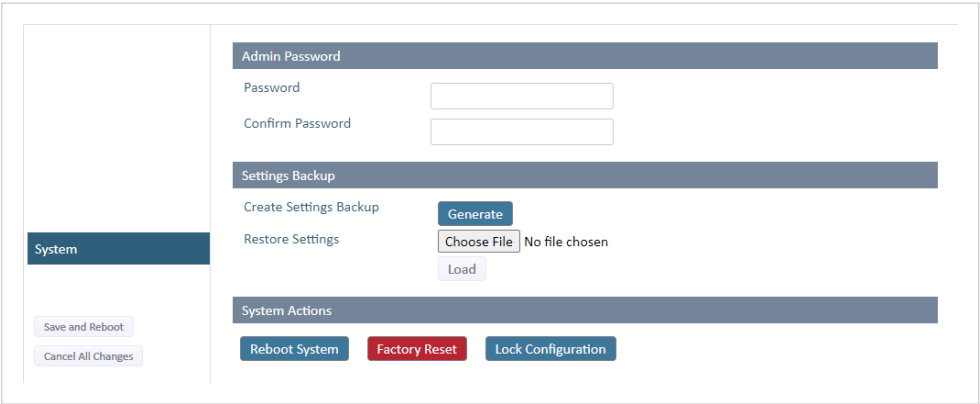 Admin Password
Password
Confirm Password
Settings Backup
Create Settings Backup
Generate
Restore Settings
Choose File No file chosen
Load
System
System Actions
Save and Reboot
Cancel All Changes
Reboot System Factory Reset Lock Configuration